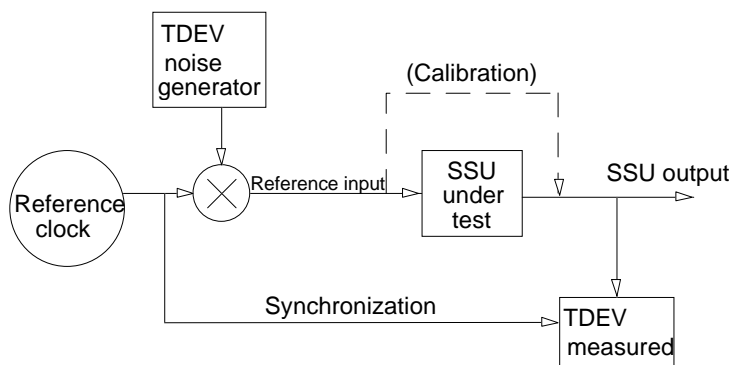 TDEV
noise
generator
(Calibration)
Reference
clock
Reference input
SSU
under
test
SSU output
Synchronization
TDEV
measured